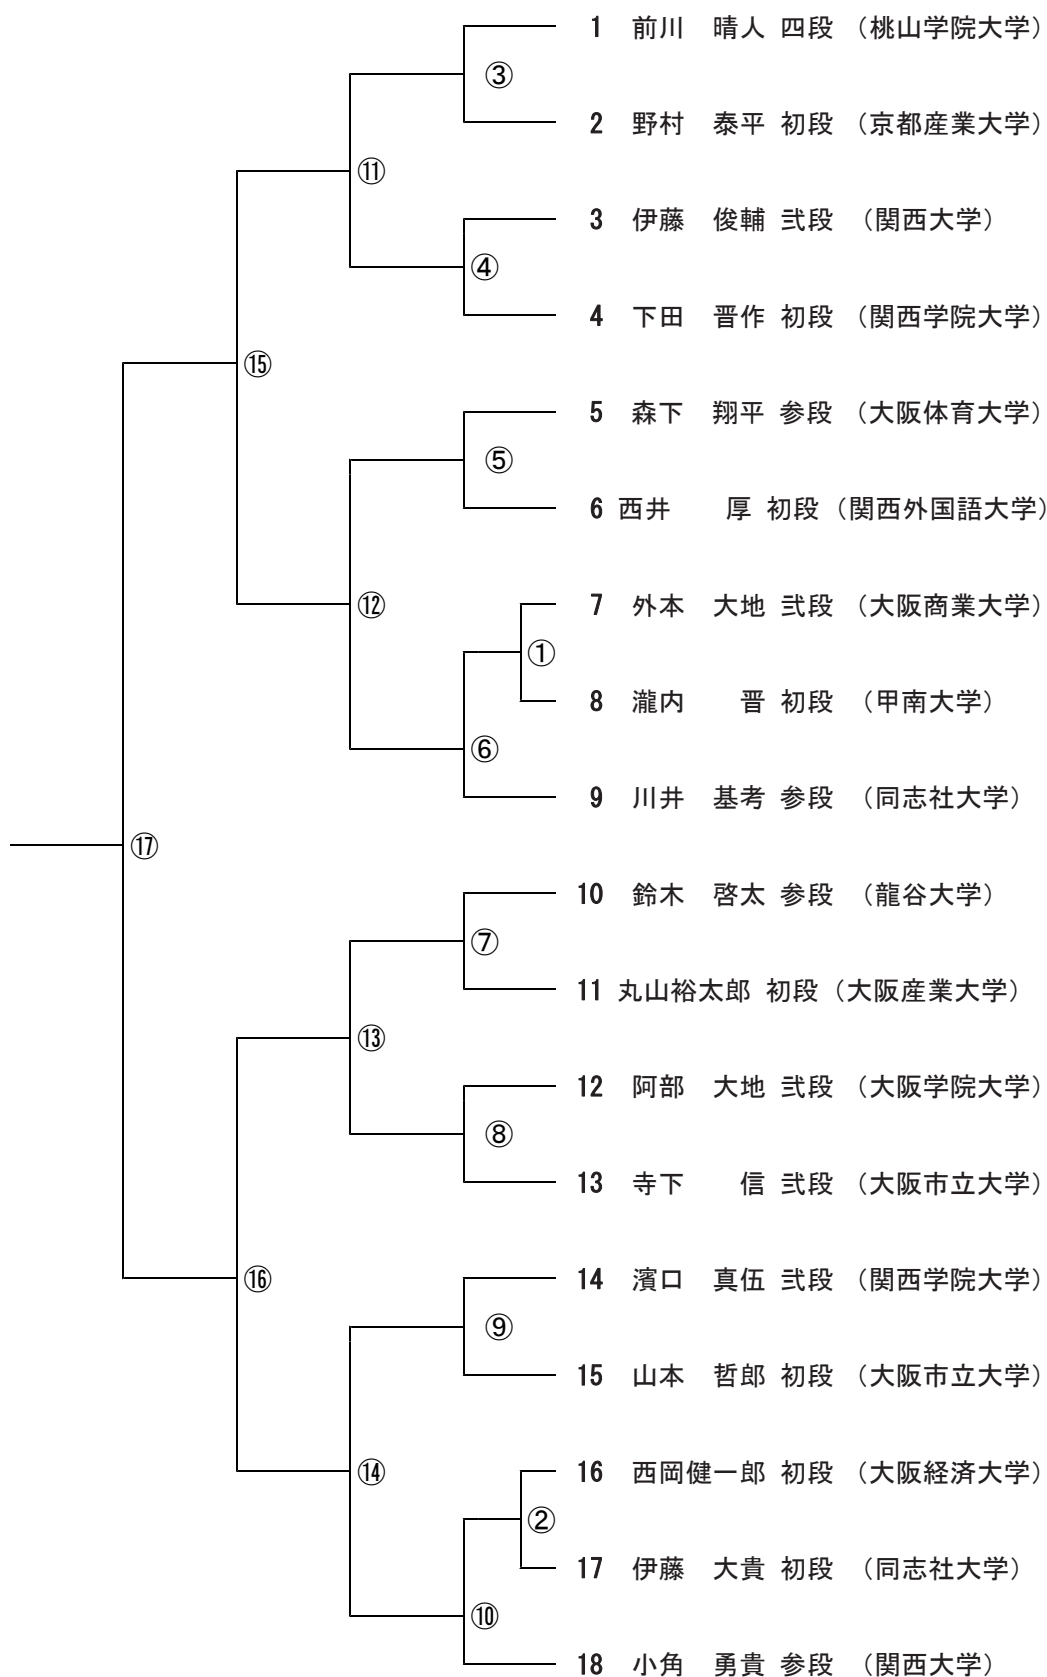 1 前川 晴人 四段 （桃山学院大学）
③
2 野村 泰平 初段 （京都産業大学）
⑪
3 伊藤 俊輔 弐段 （関西大学）
④
4 下田 晋作 初段 （関西学院大学）
⑮
5 森下 翔平 参段 （大阪体育大学）
⑤
6 西井 厚 初段 （関西外国語大学）
⑫
7 外本 大地 弐段 （大阪商業大学）
①
8 瀧内 晋 初段 （甲南大学）
⑥
9 川井 基考 参段 （同志社大学）
⑰
10 鈴木 啓太 参段 （龍谷大学）
⑦
11 丸山裕太郎 初段 （大阪産業大学）
⑬
12 阿部 大地 弐段 （大阪学院大学）
⑧
13 寺下 信 弐段 （大阪市立大学）
⑯
14 濱口 真伍 弐段 （関西学院大学）
⑨
15 山本 哲郎 初段 （大阪市立大学）
⑭
16 西岡健一郎 初段 （大阪経済大学）
②
17 伊藤 大貴 初段 （同志社大学）
⑩
18 小角 勇貴 参段 （関西大学）